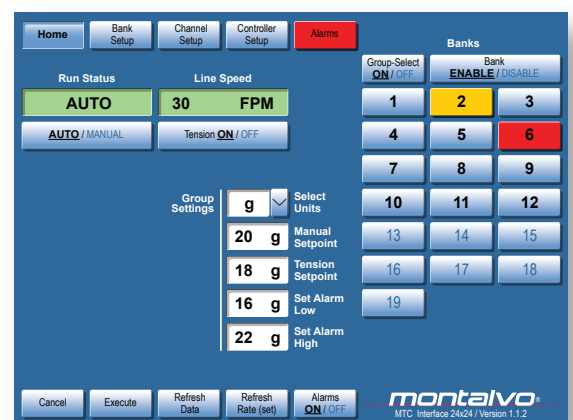 Home
Bank Setup
Channel Setup
Controller Setup
Alarms
Banks
Run Status
Line Speed
Group-Select ON / OFF
Bank ENABLE / DISABLE
AUTO
30 FPM
AUTO / MANUAL
Tension ON / OFF
1 2 3
4 5 6
7 8 9
10 11 12
13 14 15
16 17 18
19
Group Settings
g Select Units
20 g Manual Setpoint
18 g Tension Setpoint
16 g Set Alarm Low
22 g Set Alarm High
Cancel
Execute
Refresh Data
Refresh Rate (set)
Alarms ON / OFF
montalvo®
MTC Interface 24x24 / Version 1.1.2